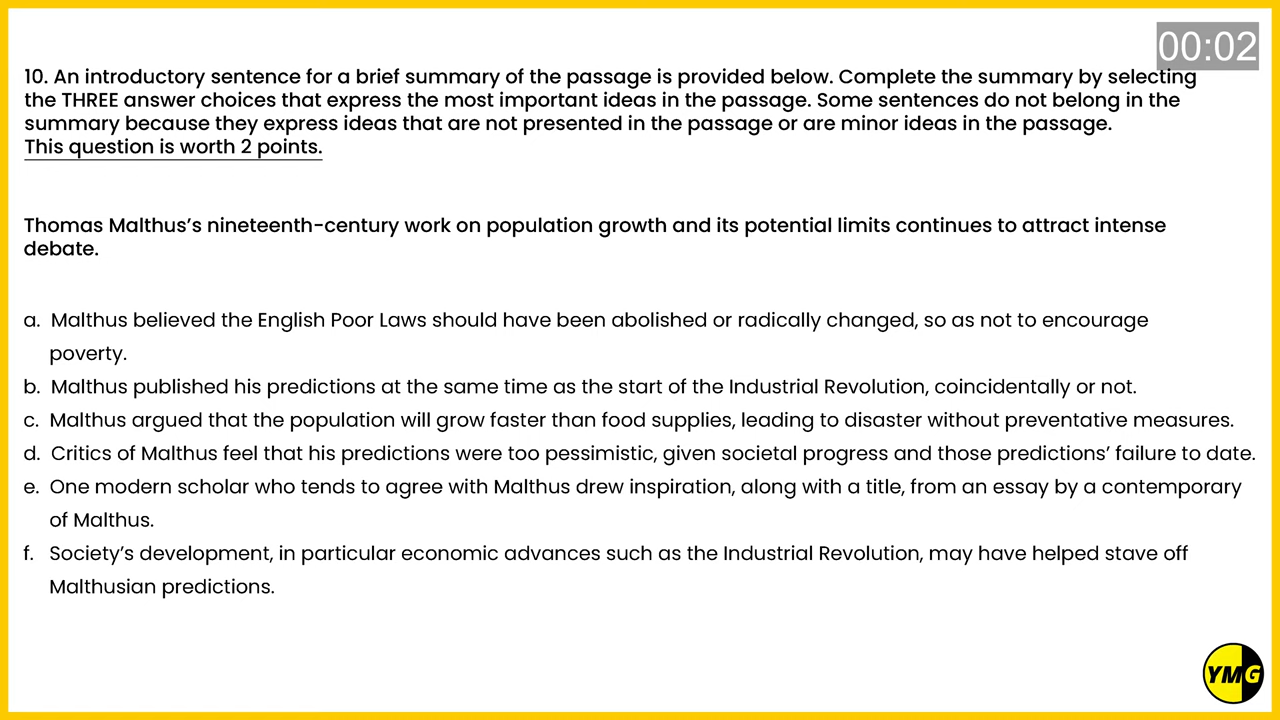 00:02
10. An introductory sentence for a brief summary of the passage is provided below. Complete the summary by selecting
the THREE answer choices that express the most important ideas in the passage. Some sentences do not belong in the
summary because they express ideas that are not presented in the passage or are minor ideas in the passage.
This question is worth 2 points.
Thomas Malthus’s nineteenth-century work on population growth and its potential limits continues to attract intense
debate.
a. Malthus believed the English Poor Laws should have been abolished or radically changed, so as not to encourage
poverty.
b. Malthus published his predictions at the same time as the start of the Industrial Revolution, coincidentally or not.
c. Malthus argued that the population will grow faster than food supplies, leading to disaster without preventative measures.
d. Critics of Malthus feel that his predictions were too pessimistic, given societal progress and those predictions’ failure to date.
e. One modern scholar who tends to agree with Malthus drew inspiration, along with a title, from an essay by a contemporary
of Malthus.
f. Society’s development, in particular economic advances such as the Industrial Revolution, may have helped stave off
Malthusian predictions.
YMG